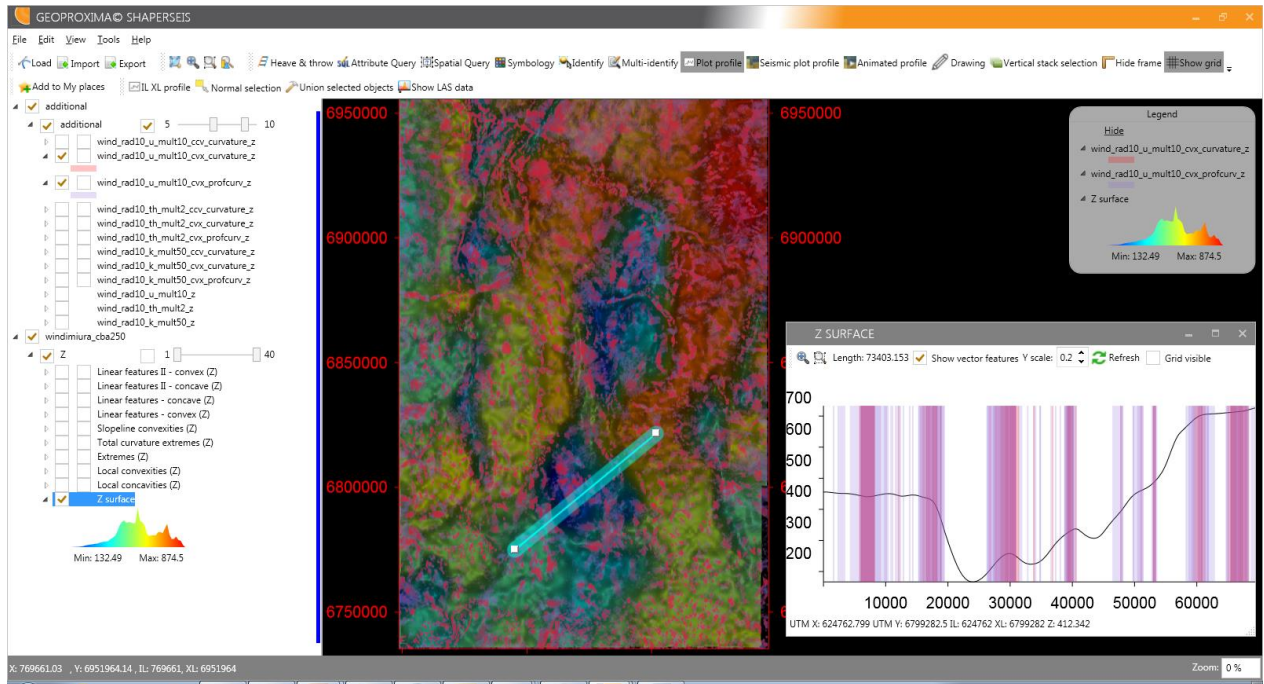 GEOPROXIMA© SHAPERSEIS
File Edit View Tools Help
Load Import Export Heave & throw Attribute Query Spatial Query Symbology Identify Multi-identify Plot profile Seismic plot profile Animated profile Drawing Vertical stack selection Hide frame Show grid
Add to My places IL XL profile Normal selection Union selected objects Show LAS data
additional
additional 5 10
wind_rad10_u_mult10_ccv_curvature_z
wind_rad10_u_mult10_cvx_curvature_z
wind_rad10_u_mult10_cvx_profcurv_z
wind_rad10_th_mult2_ccv_curvature_z
wind_rad10_th_mult2_cvx_curvature_z
wind_rad10_th_mult2_cvx_profcurv_z
wind_rad10_k_mult50_ccv_curvature_z
wind_rad10_k_mult50_cvx_curvature_z
wind_rad10_k_mult50_cvx_profcurv_z
wind_rad10_u_mult10_z
wind_rad10_th_mult2_z
wind_rad10_k_mult50_z
windimiura_cba250
Z 1 40
Linear features II - convex (Z)
Linear features II - concave (Z)
Linear features - concave (Z)
Linear features - convex (Z)
Slopeline convexities (Z)
Total curvature extremes (Z)
Extremes (Z)
Local convexities (Z)
Local concavities (Z)
Z surface
Min: 132.49 Max: 874.5
6950000 6950000
6900000 6900000
6850000
6800000
6750000
Legend
Hide
wind_rad10_u_mult10_cvx_curvature_z
wind_rad10_u_mult10_cvx_profcurv_z
Z surface
Min: 132.49 Max: 874.5
Z SURFACE
Length: 73403.153 Show vector features Y scale: 0.2 Refresh Grid visible
700
600
500
400
300
200
10000 20000 30000 40000 50000 60000
UTM X: 624762.799 UTM Y: 6799282.5 IL: 624762 XL: 6799282 Z: 412.342
X: 769661.03 , Y: 6951964.14 , IL: 769661, XL: 6951964
Zoom: 0 %